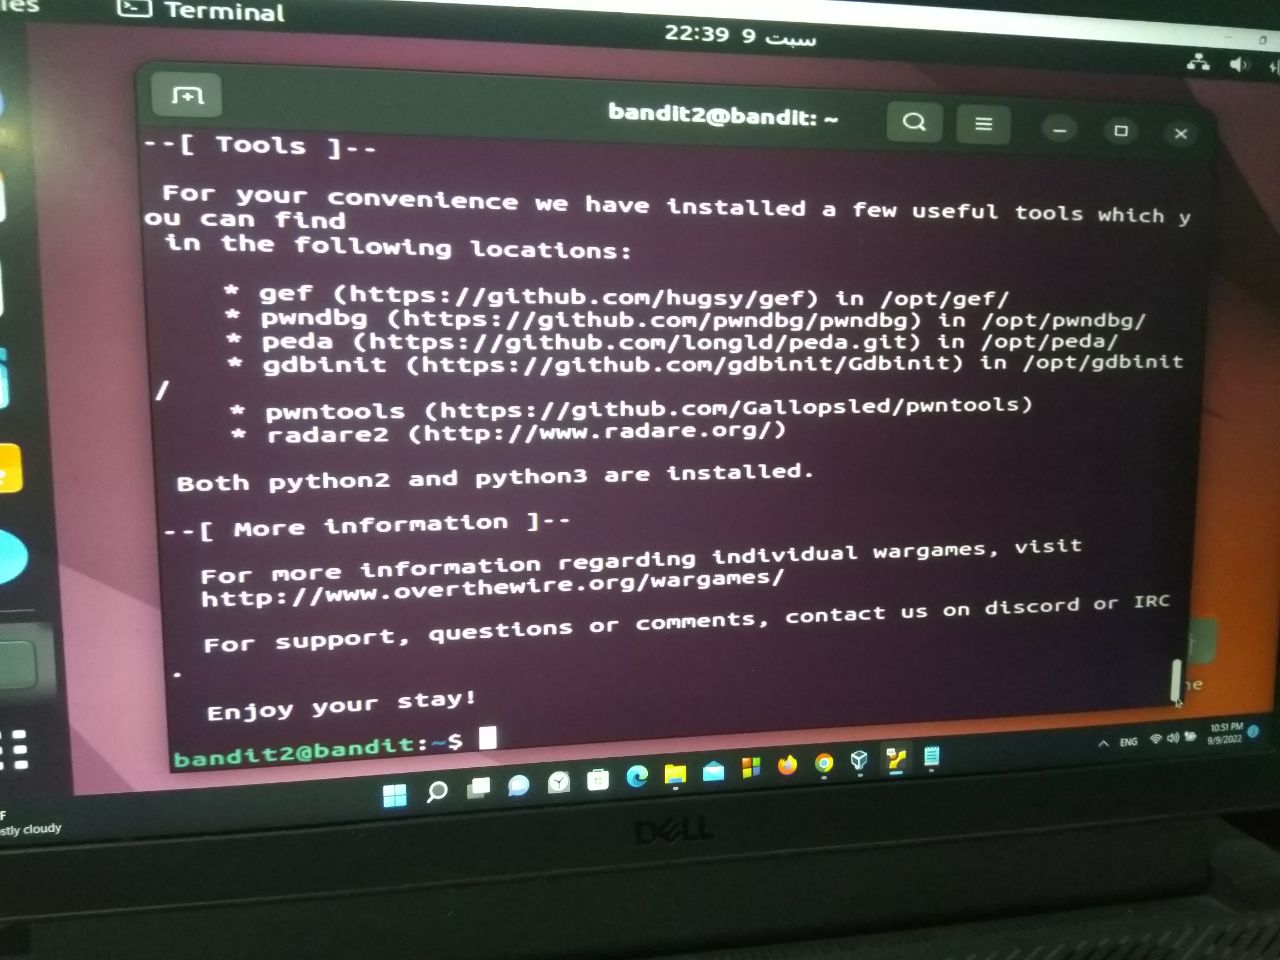 Terminal
22:39 9 سبت
bandit2@bandit: ~
--[ Tools ]--
For your convenience we have installed a few useful tools which y
ou can find
in the following locations:
* gef (https://github.com/hugsy/gef) in /opt/gef/
* pwndbg (https://github.com/pwndbg/pwndbg) in /opt/pwndbg/
* peda (https://github.com/longld/peda.git) in /opt/peda/
* gdbinit (https://github.com/gdbinit/Gdbinit) in /opt/gdbinit
/
* pwntools (https://github.com/Gallopsled/pwntools)
* radare2 (http://www.radare.org/)
Both python2 and python3 are installed.
--[ More information ]--
For more information regarding individual wargames, visit
http://www.overthewire.org/wargames/
For support, questions or comments, contact us on discord or IRC
.
Enjoy your stay!
bandit2@bandit:~$
ENG
10:51 PM
9/9/2022
cloudy
DELL